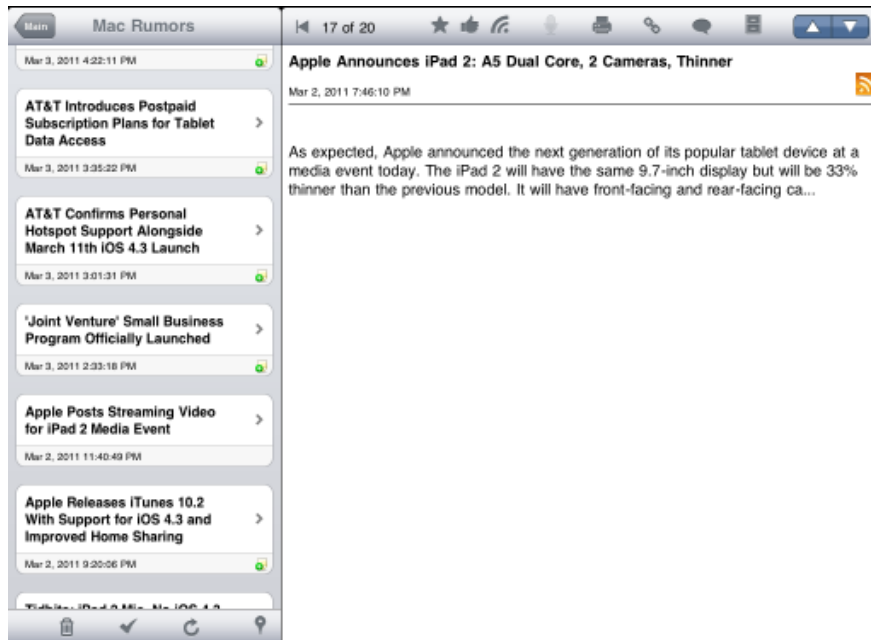 Main
Mac Rumors
Mar 3, 2011 4:22:11 PM
AT&T Introduces Postpaid
Subscription Plans for Tablet
Data Access
Mar 3, 2011 3:35:22 PM
AT&T Confirms Personal
Hotspot Support Alongside
March 11th iOS 4.3 Launch
Mar 3, 2011 3:01:31 PM
'Joint Venture' Small Business
Program Officially Launched
Mar 3, 2011 2:33:18 PM
Apple Posts Streaming Video
for iPad 2 Media Event
Mar 2, 2011 11:40:49 PM
Apple Releases iTunes 10.2
With Support for iOS 4.3 and
Improved Home Sharing
Mar 2, 2011 9:20:06 PM
Tidbits: iPad 2 Mic, No iOS 4.3
17 of 20
Apple Announces iPad 2: A5 Dual Core, 2 Cameras, Thinner
Mar 2, 2011 7:46:10 PM
As expected, Apple announced the next generation of its popular tablet device at a
media event today. The iPad 2 will have the same 9.7-inch display but will be 33%
thinner than the previous model. It will have front-facing and rear-facing ca...